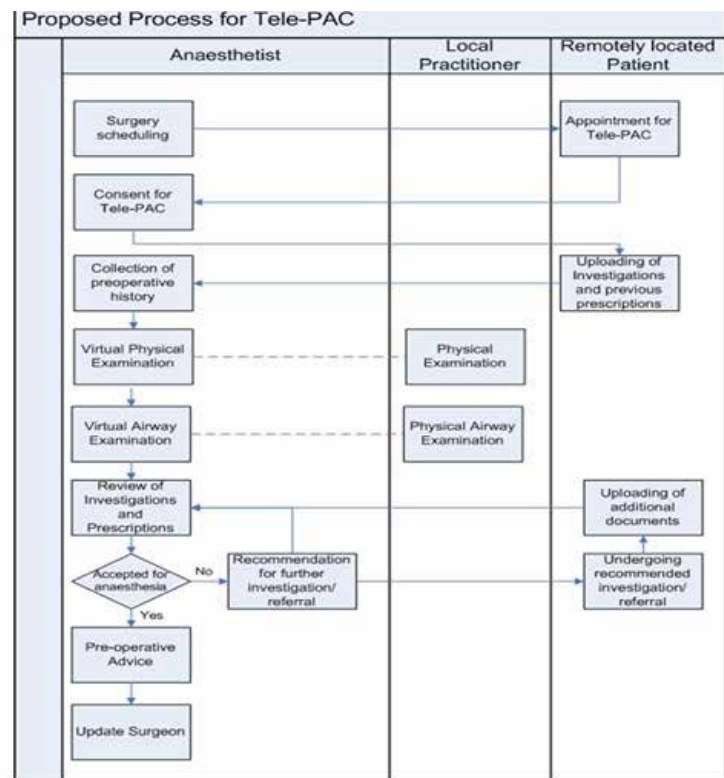 Proposed Process for Tele-PAC
Anaesthetist
Local
Practitioner
Remotely located
Patient
Surgery
scheduling
Appointment for
Tele-PAC
Consent for
Tele-PAC
Collection of
preoperative
history
Uploading of
Investigations
and previous
prescriptions
Virtual Physical
Examination
Physical
Examination
Virtual Airway
Examination
Physical Airway
Examination
Review of
Investigations
and
Prescriptions
Uploading of
additional
documents
Accepted for
anaesthesia
No
Recommendation
for further
investigation/
referral
Undergoing
recommended
investigation/
referral
Yes
Pre-operative
Advice
Update Surgeon